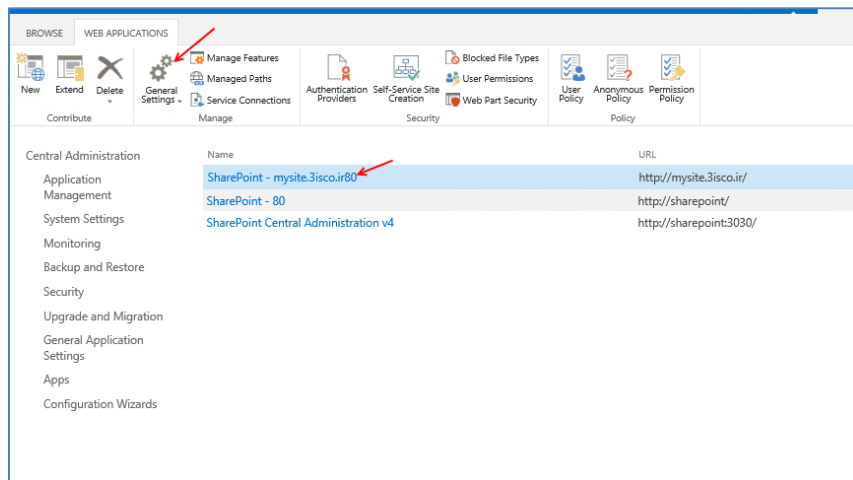 BROWSE WEB APPLICATIONS
New
Extend
Delete
Contribute
General
Settings
Manage Features
Managed Paths
Service Connections
Manage
Authentication
Providers
Self-Service Site
Creation
Blocked File Types
User Permissions
Web Part Security
Security
User
Policy
Anonymous
Policy
Permission
Policy
Policy
Central Administration
Application
Management
System Settings
Monitoring
Backup and Restore
Security
Upgrade and Migration
General Application
Settings
Apps
Configuration Wizards
Name URL
SharePoint - mysite.3isco.ir80 http://mysite.3isco.ir/
SharePoint - 80 http://sharepoint/
SharePoint Central Administration v4 http://sharepoint:3030/